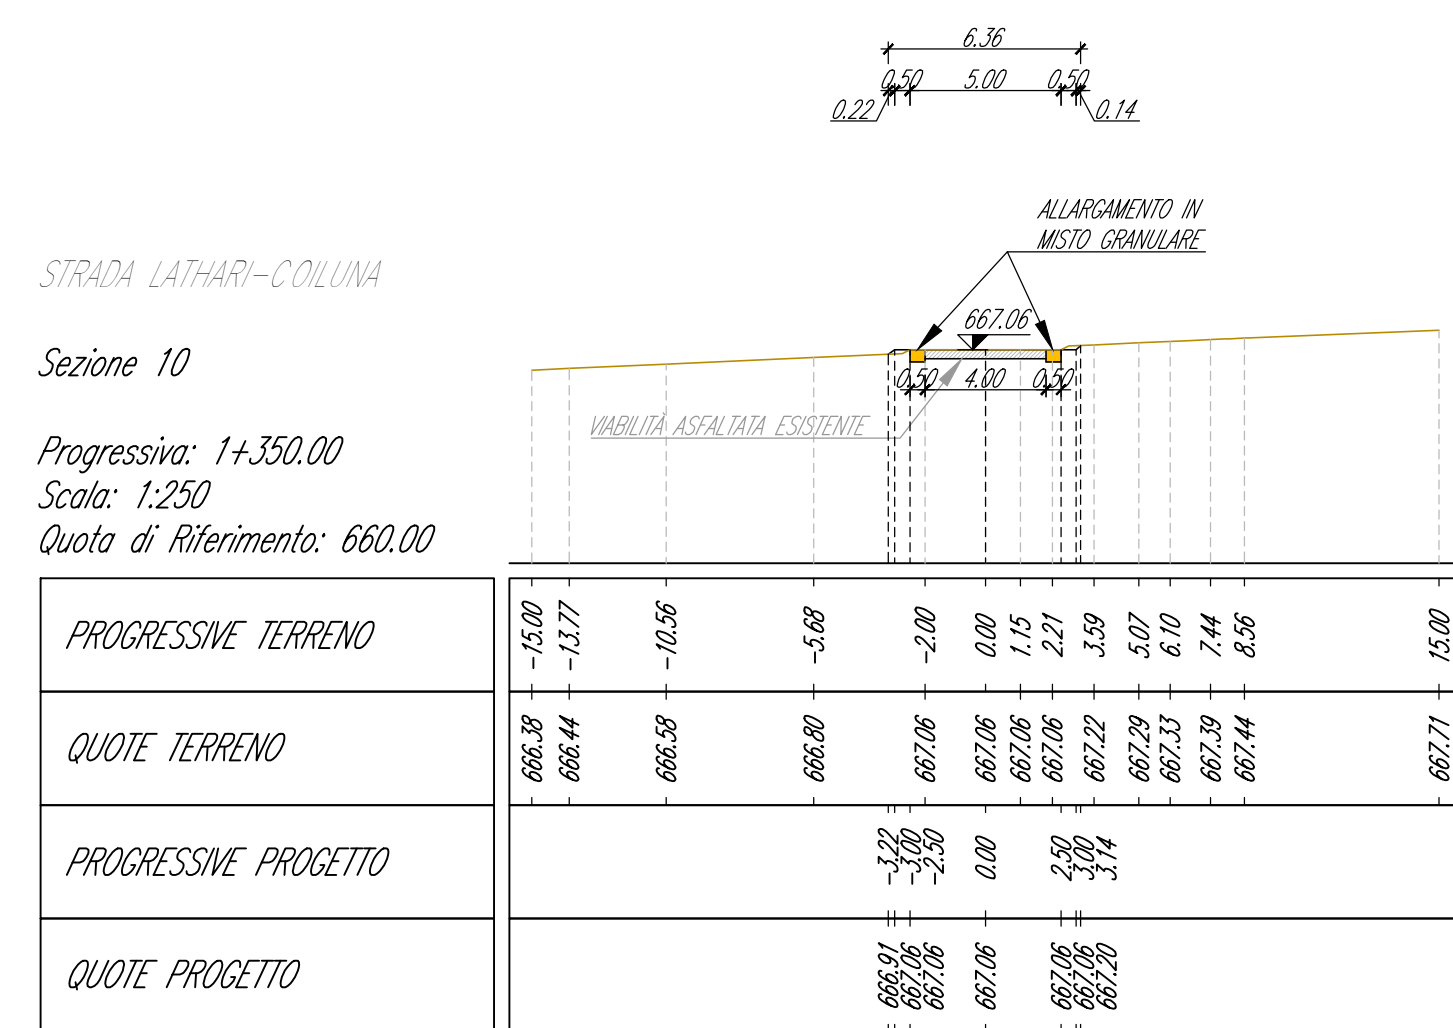 6.36
0.50 5.00 0.50
0.22 0.14
ALLARGAMENTO IN
MISTO GRANULARE
STRADA LATHARI-COILUNA
667.06
Sezione 10
0.50 4.00 0.50
VIABILITÀ ASFALTATA ESISTENTE
Progressiva: 1+350.00
Scala: 1:250
Quota di Riferimento: 660.00
PROGRESSIVE TERRENO -15.00 -13.77 -10.56 -5.68 -2.00 0.00 1.15 2.21 3.59 5.07 6.10 7.44 8.56 15.00
QUOTE TERRENO 666.38 666.44 666.58 666.80 667.06 667.06 667.06 667.06 667.22 667.29 667.33 667.39 667.44 667.71
PROGRESSIVE PROGETTO -3.22 -3.00 -2.50 0.00 2.50 3.00 3.14
QUOTE PROGETTO 666.91 667.06 667.06 667.06 667.06 667.06 667.20